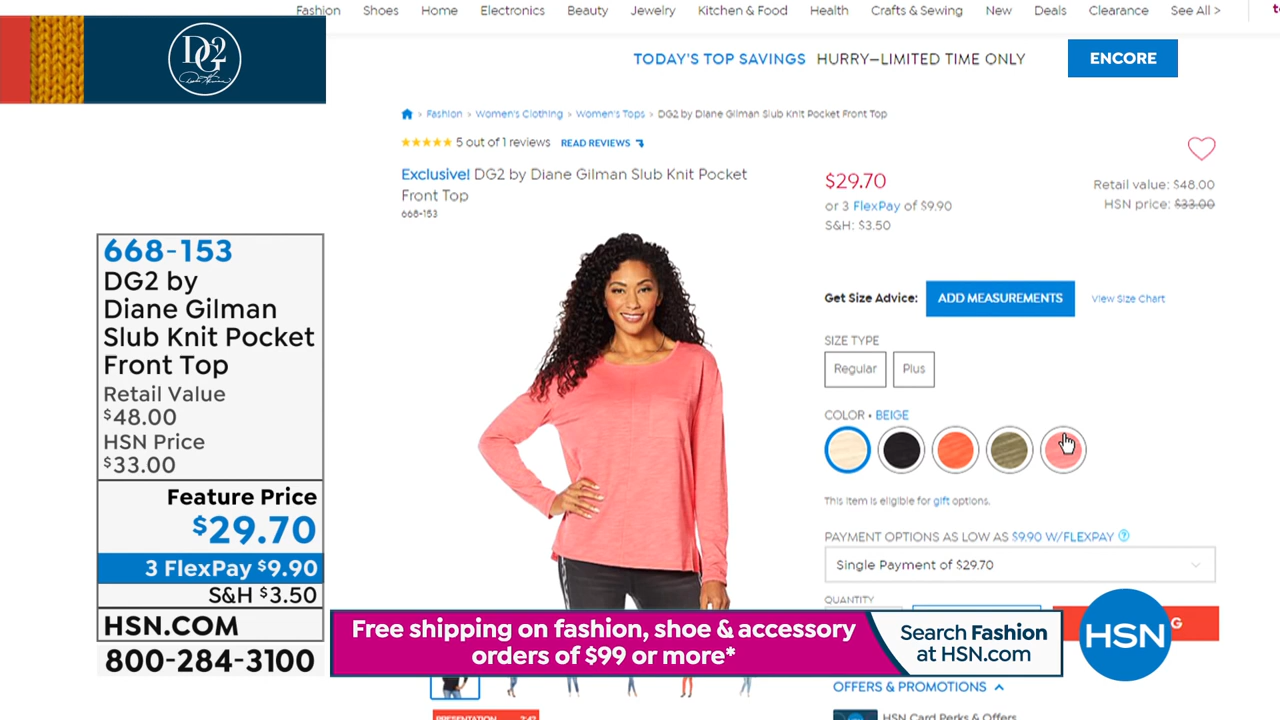 Fashion Shoes Home Electronics Beauty Jewelry Kitchen & Food Health Crafts & Sewing New Deals Clearance See All >
DG2
TODAY'S TOP SAVINGS HURRY—LIMITED TIME ONLY ENCORE
> Fashion > Women's Clothing > Women's Tops > DG2 by Diane Gilman Slub Knit Pocket Front Top
5 out of 1 reviews READ REVIEWS
Exclusive! DG2 by Diane Gilman Slub Knit Pocket
Front Top
668-153
$29.70
or 3 FlexPay of $9.90
S&H: $3.50
Retail value: $48.00
HSN price: $33.00
Get Size Advice: ADD MEASUREMENTS View Size Chart
SIZE TYPE
Regular Plus
COLOR • BEIGE
This item is eligible for gift options.
PAYMENT OPTIONS AS LOW AS $9.90 W/FLEXPAY ?
Single Payment of $29.70
QUANTITY
G
OFFERS & PROMOTIONS
HSN Card Perks & Offers
PRESENTATION
668-153
DG2 by
Diane Gilman
Slub Knit Pocket
Front Top
Retail Value
$48.00
HSN Price
$33.00
Feature Price
$29.70
3 FlexPay $9.90
S&H $3.50
HSN.COM
800-284-3100
Free shipping on fashion, shoe & accessory
orders of $99 or more*
Search Fashion
at HSN.com
HSN